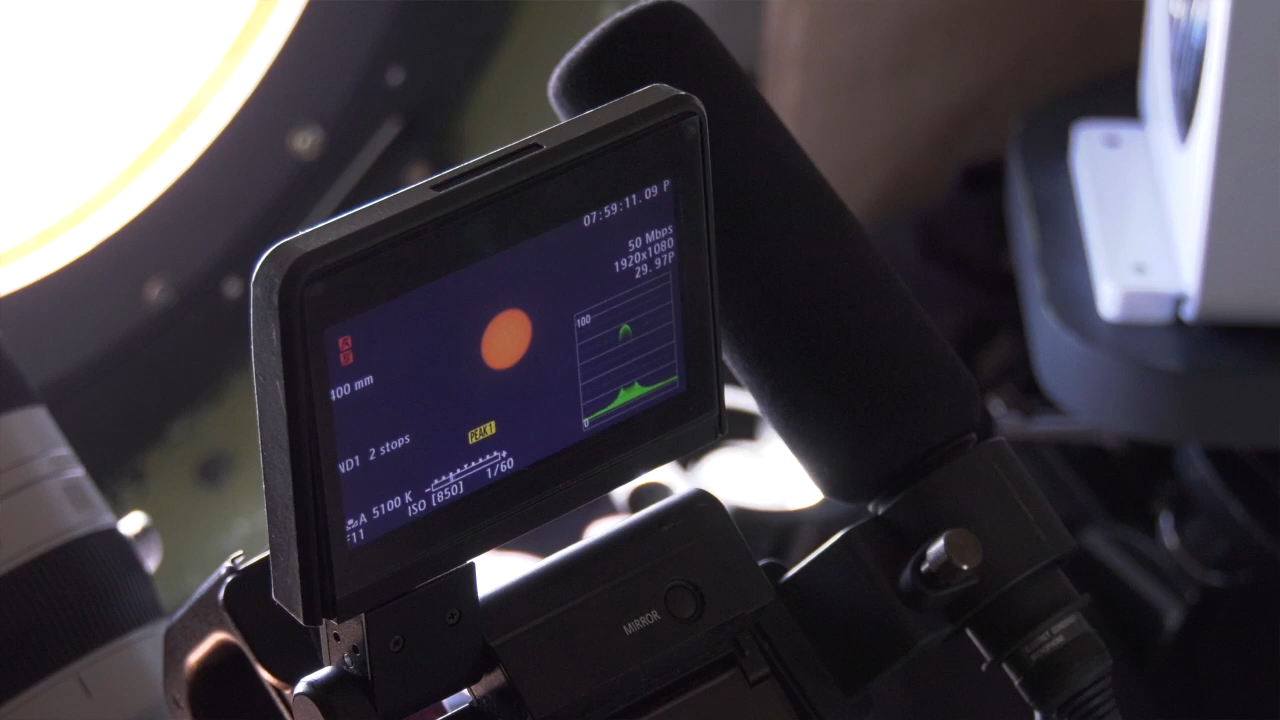 07:59:11.09 P
50 Mbps
1920x1080
29.97P
100
0
A
B
400 mm
ND1 2 stops
PEAK1
A 5100 K
ISO [850] 1/60
F11
MIRROR